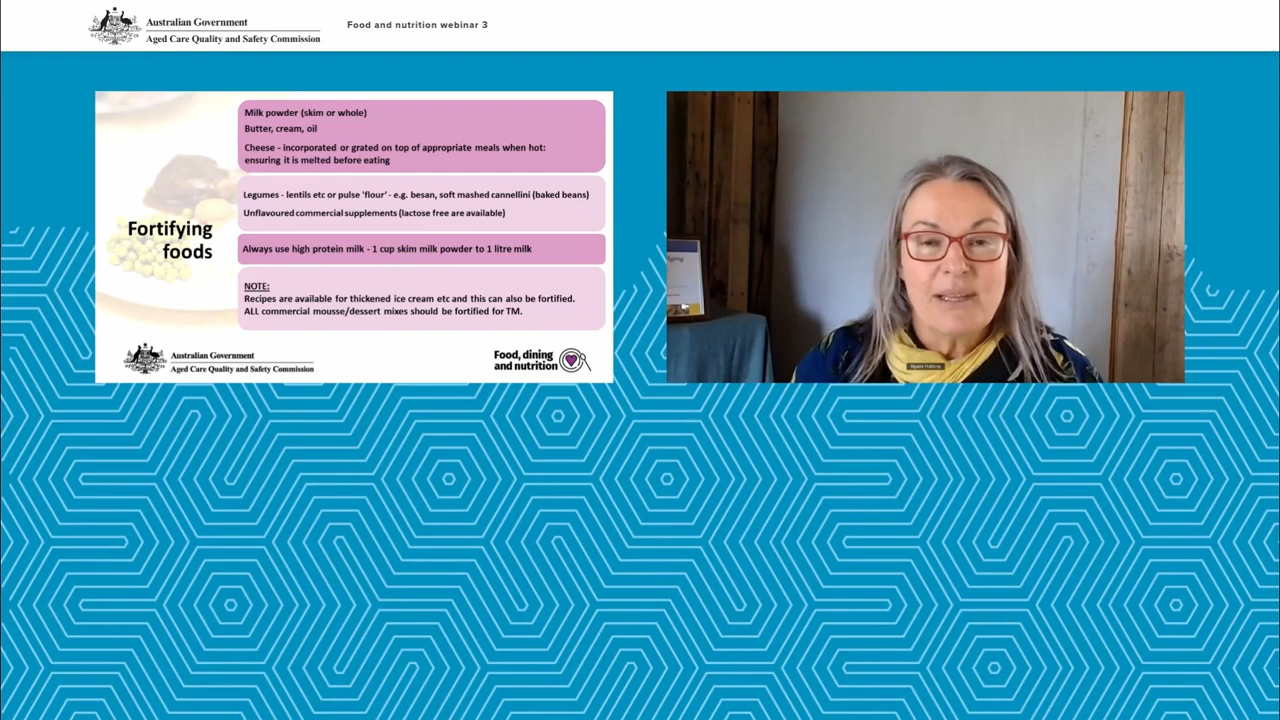 Australian Government
Aged Care Quality and Safety Commission
Food and nutrition webinar 3
Fortifying
foods
Milk powder (skim or whole)
Butter, cream, oil
Cheese - incorporated or grated on top of appropriate meals when hot:
ensuring it is melted before eating
Legumes - lentils etc or pulse 'flour' - e.g. besan, soft mashed cannellini (baked beans)
Unflavoured commercial supplements (lactose free are available)
Always use high protein milk - 1 cup skim milk powder to 1 litre milk
NOTE:
Recipes are available for thickened ice cream etc and this can also be fortified.
ALL commercial mousse/dessert mixes should be fortified for TM.
Australian Government
Aged Care Quality and Safety Commission
Food, dining
and nutrition